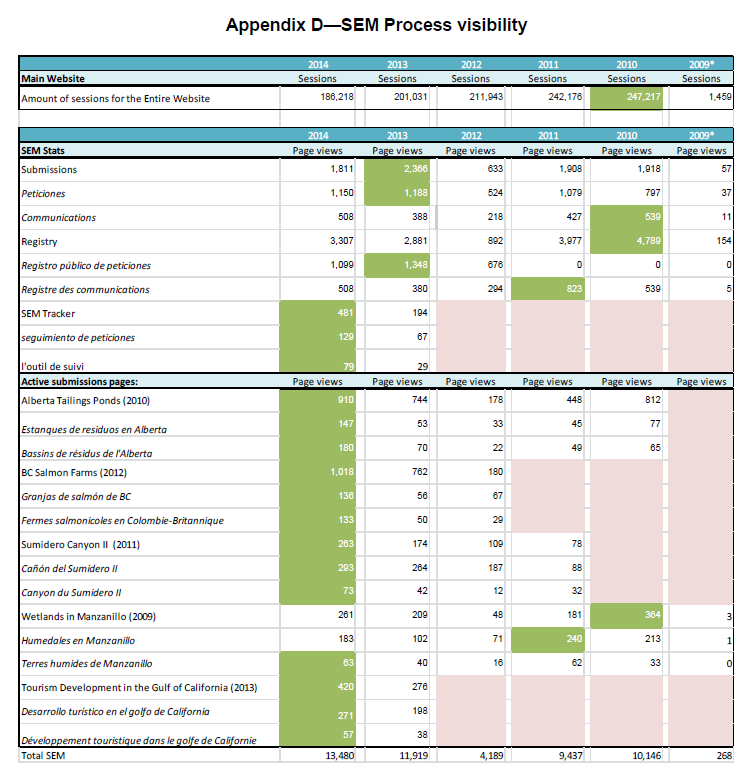 Appendix D—SEM Process visibility
2014 2013 2012 2011 2010 2009*
Main Website Sessions Sessions Sessions Sessions Sessions Sessions
Amount of sessions for the Entire Website 186,218 201,031 211,943 242,176 247,217 1,459
2014 2013 2012 2011 2010 2009*
SEM Stats Page views Page views Page views Page views Page views Page views
Submissions 1,811 2,366 633 1,908 1,918 57
Peticiones 1,150 1,188 524 1,079 797 37
Communications 508 388 218 427 539 11
Registry 3,307 2,881 892 3,977 4,789 154
Registro público de peticiones 1,099 1,348 676 0 0 0
Registre des communications 508 380 294 823 539 5
SEM Tracker 481 194
seguimiento de peticiones 129 67
l'outil de suivi 79 29
Active submissions pages: Page views Page views Page views Page views Page views Page views
Alberta Tailings Ponds (2010) 910 744 178 448 812
Estanques de residuos en Alberta 147 53 33 45 77
Bassins de résidus de l'Alberta 180 70 22 49 65
BC Salmon Farms (2012) 1,018 762 180
Granjas de salmón de BC 136 56 67
Fermes salmonicoles en Colombie-Britannique 133 50 29
Sumidero Canyon II (2011) 263 174 109 78
Cañón del Sumidero II 293 264 187 88
Canyon du Sumidero II 73 42 12 32
Wetlands in Manzanillo (2009) 261 209 48 181 364 3
Humedales en Manzanillo 183 102 71 240 213 1
Terres humides de Manzanillo 63 40 16 62 33 0
Tourism Development in the Gulf of California (2013) 420 276
Desarrollo turístico en el golfo de California 271 198
Développement touristique dans le golfe de Californie 57 38
Total SEM 13,480 11,919 4,189 9,437 10,146 268